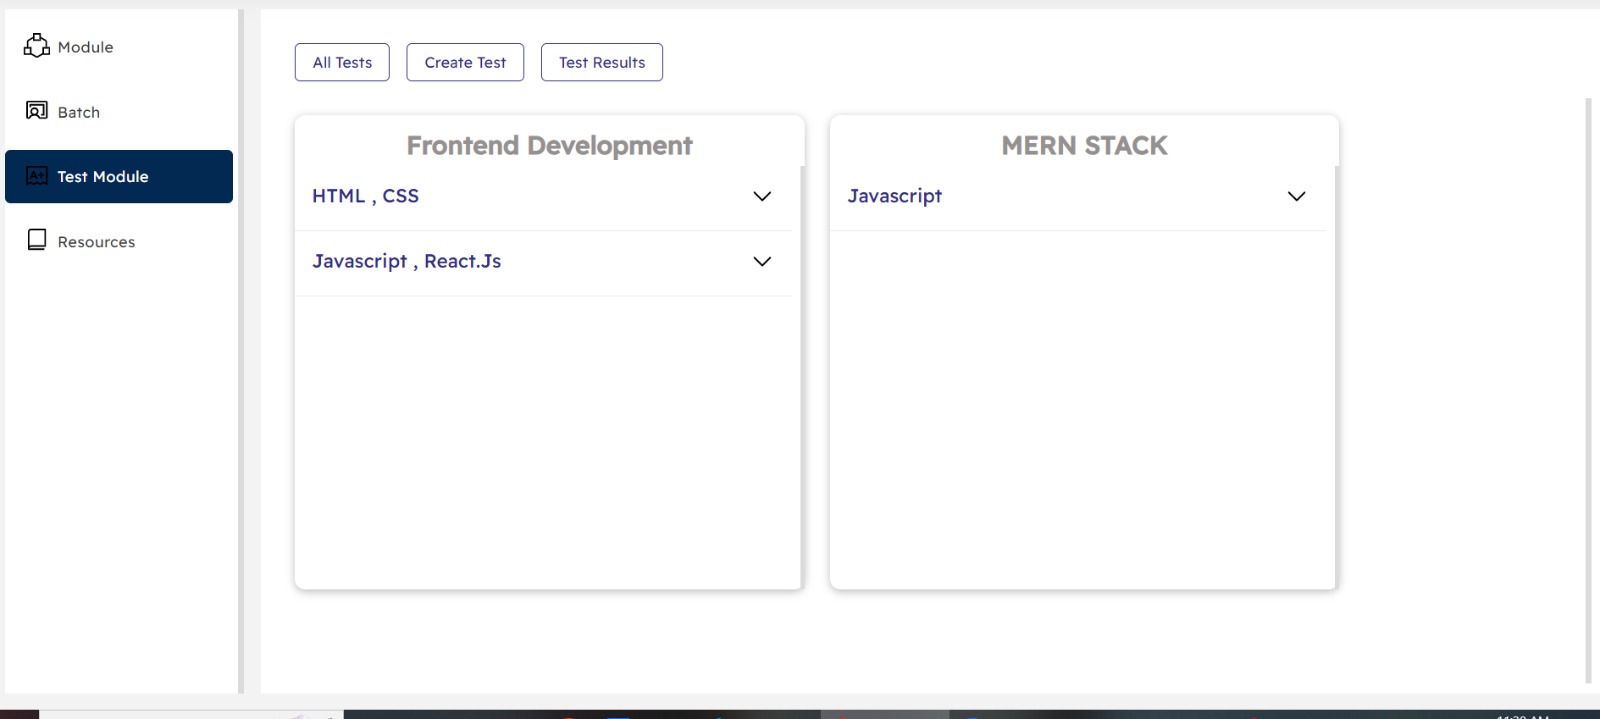 Module
Batch
Test Module
Resources
All Tests
Create Test
Test Results
Frontend Development
HTML , CSS
Javascript , React.Js
MERN STACK
Javascript